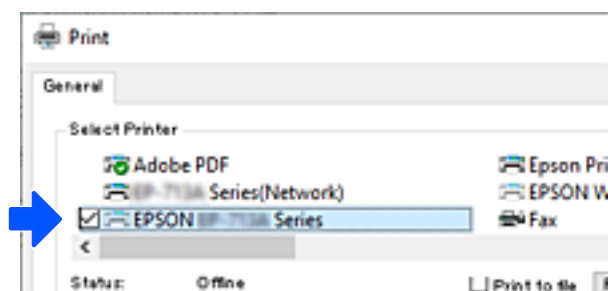 Print
General
Select Printer
Adobe PDF
Epson Pri
Series(Network)
EPSON W
EPSON Series
Fax
Status: Offline
Print to file